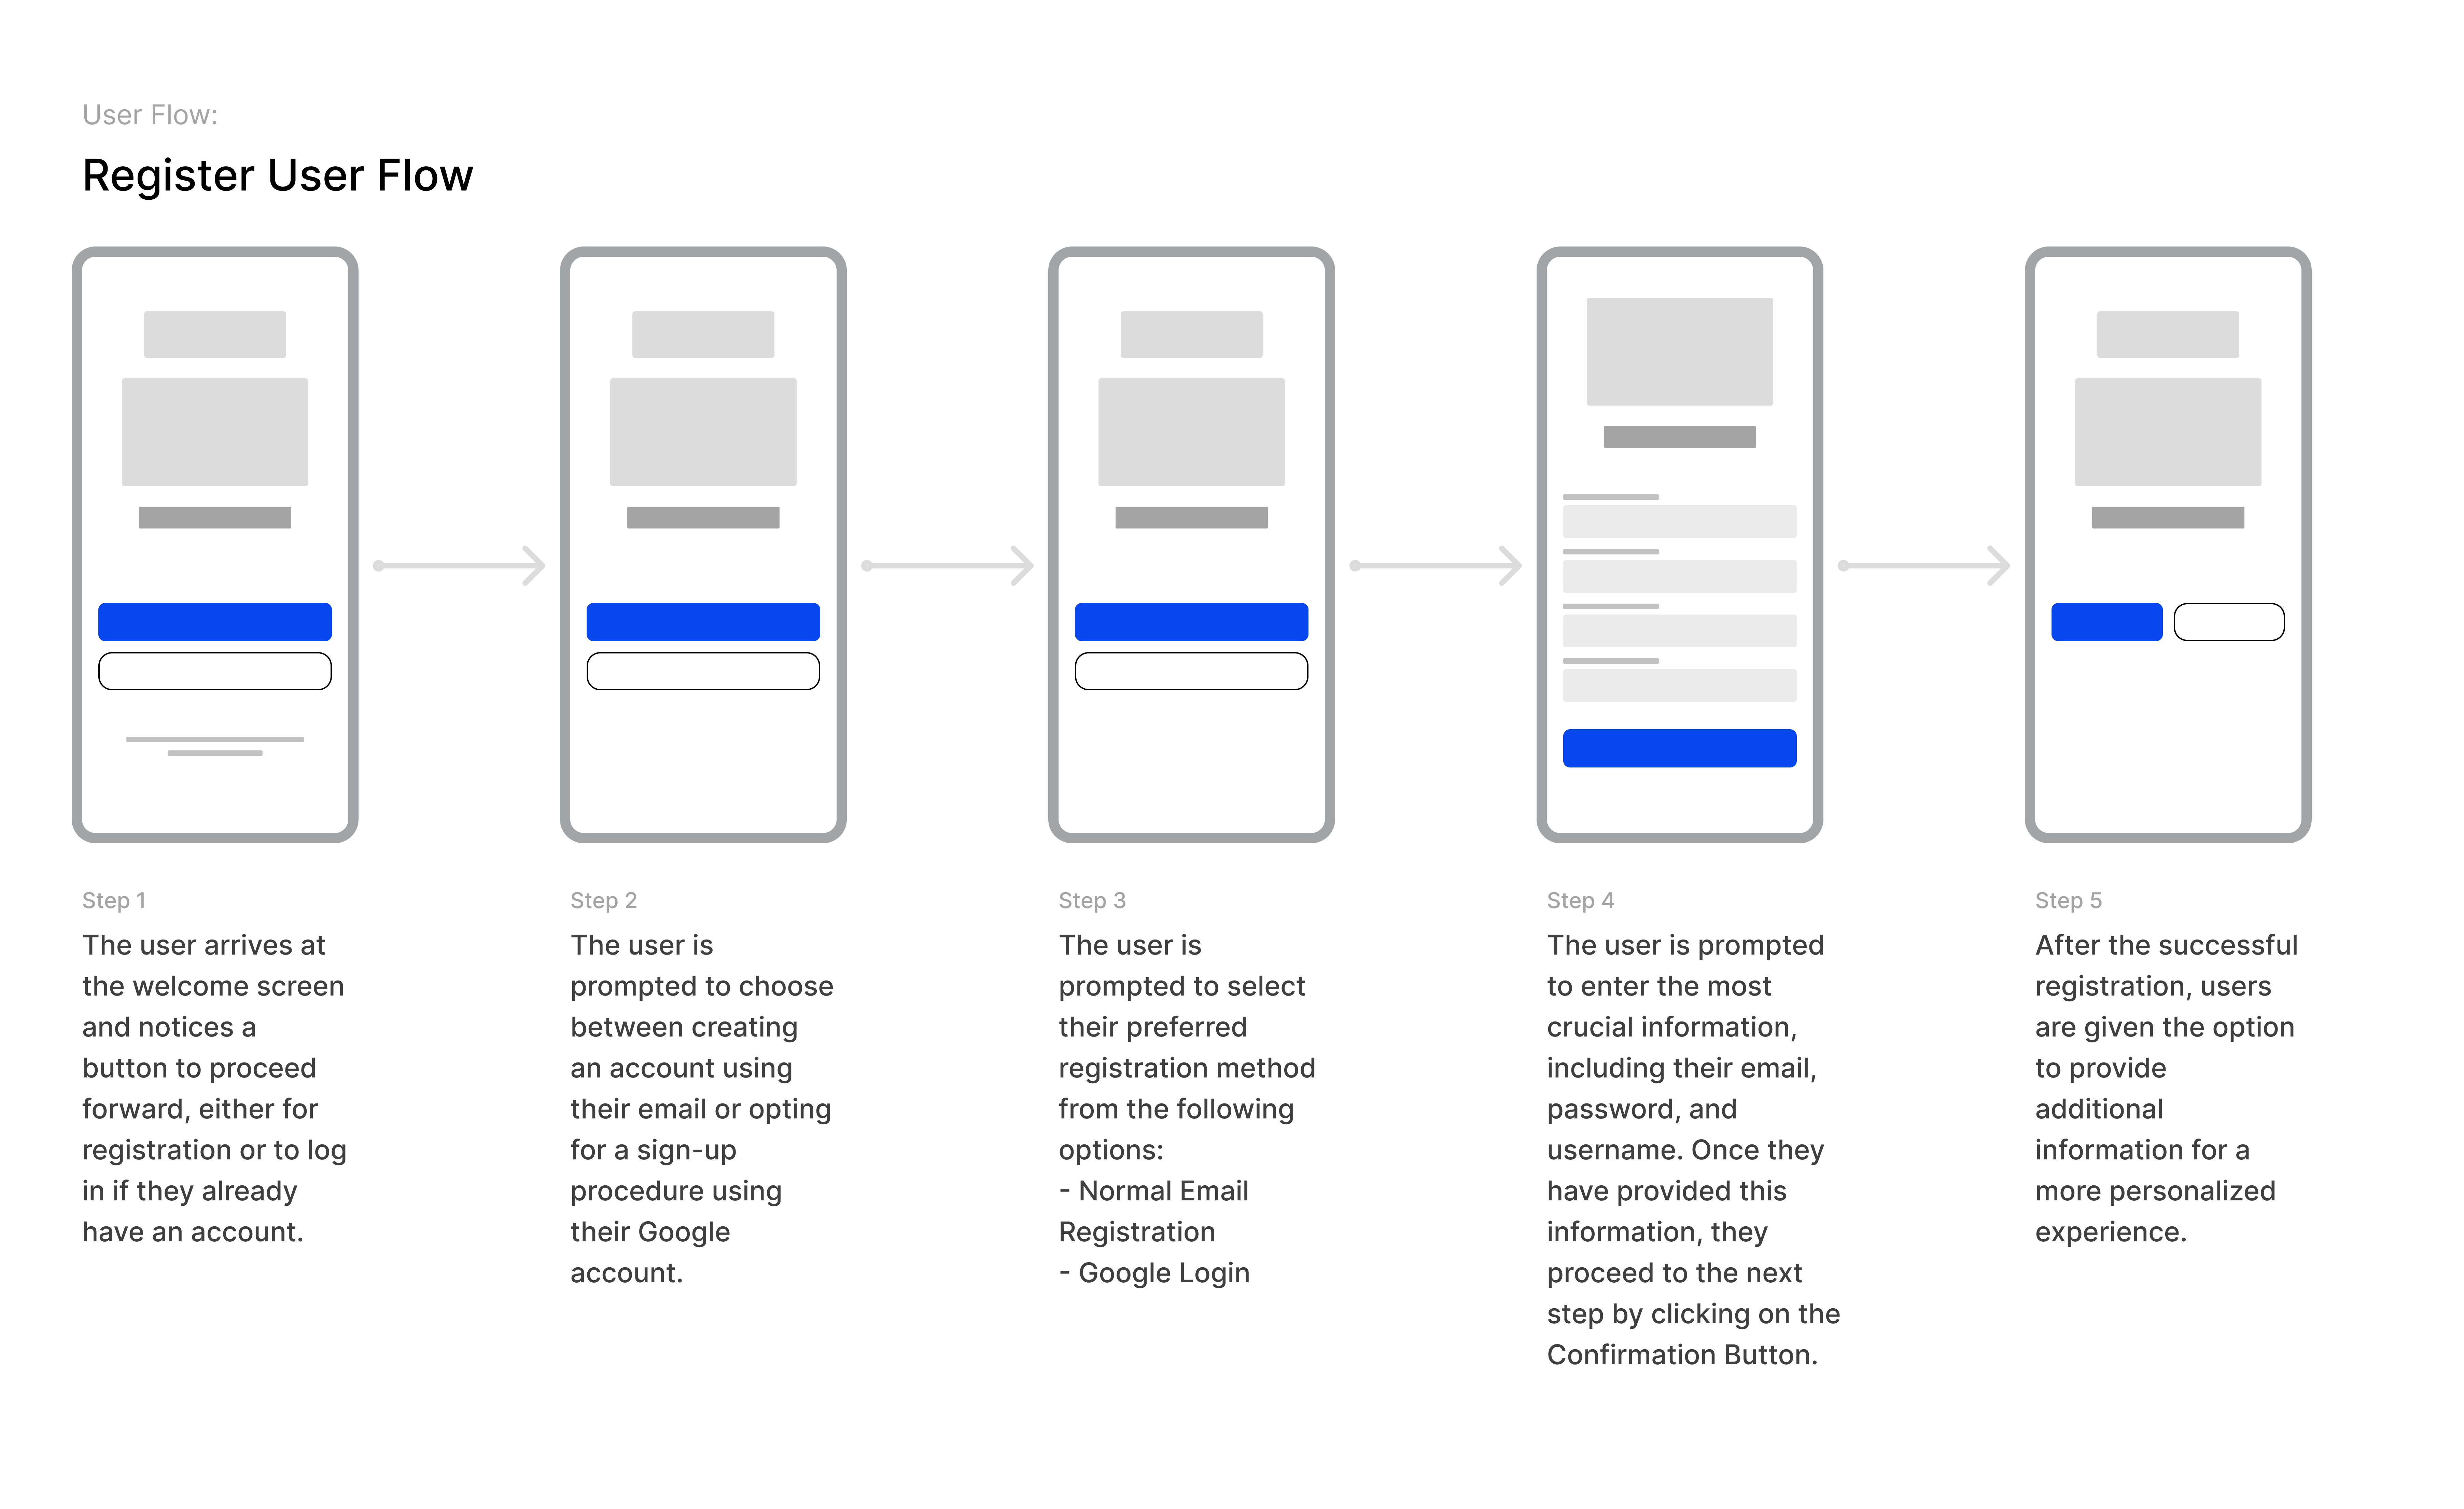 User Flow:
Register User Flow
Step 1
The user arrives at
the welcome screen
and notices a
button to proceed
forward, either for
registration or to log
in if they already
have an account.
Step 2
The user is
prompted to choose
between creating
an account using
their email or opting
for a sign-up
procedure using
their Google
account.
Step 3
The user is
prompted to select
their preferred
registration method
from the following
options:
- Normal Email
Registration
- Google Login
Step 4
The user is prompted
to enter the most
crucial information,
including their email,
password, and
username. Once they
have provided this
information, they
proceed to the next
step by clicking on the
Confirmation Button.
Step 5
After the successful
registration, users
are given the option
to provide
additional
information for a
more personalized
experience.